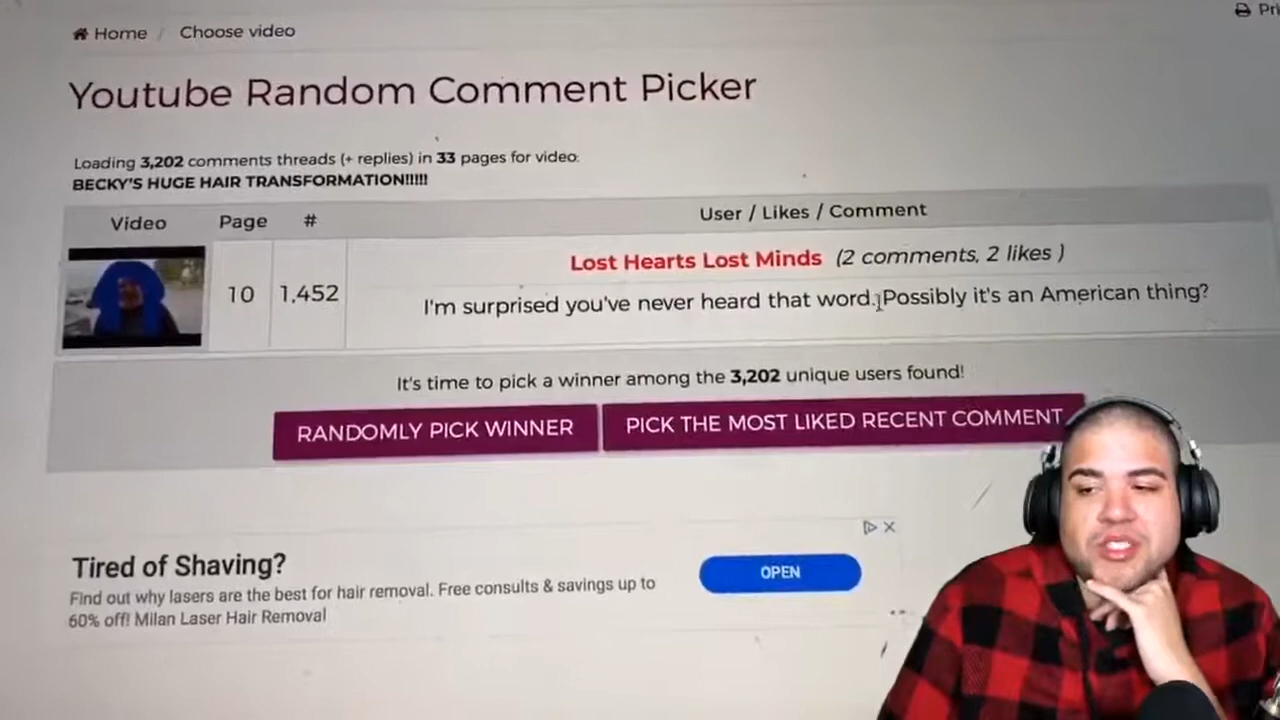 Pri
Home / Choose video
Youtube Random Comment Picker
Loading 3,202 comments threads (+ replies) in 33 pages for video:
BECKY'S HUGE HAIR TRANSFORMATION!!!!!
Video Page # User / Likes / Comment
Lost Hearts Lost Minds (2 comments, 2 likes )
10 1,452 I'm surprised you've never heard that word. Possibly it's an American thing?
It's time to pick a winner among the 3,202 unique users found!
RANDOMLY PICK WINNER PICK THE MOST LIKED RECENT COMMENT
Tired of Shaving?
Find out why lasers are the best for hair removal. Free consults & savings up to
60% off! Milan Laser Hair Removal
OPEN